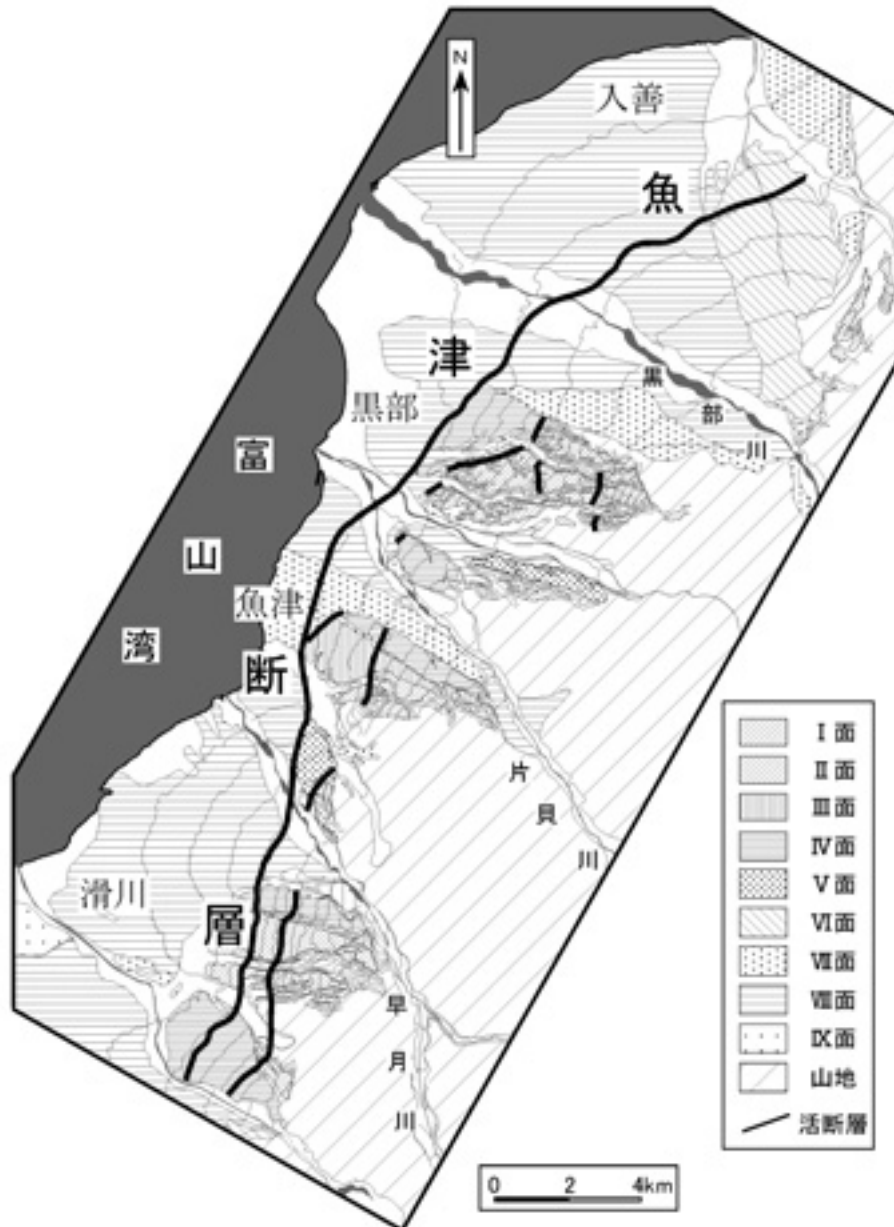 N
入善
魚
津
黒部
黒
部
川
富
山
湾
魚津
断
片
貝
川
滑川
層
早
月
川
Ⅰ面
Ⅱ面
Ⅲ面
Ⅳ面
Ⅴ面
Ⅵ面
Ⅶ面
Ⅷ面
Ⅸ面
山地
活断層
0 2 4km